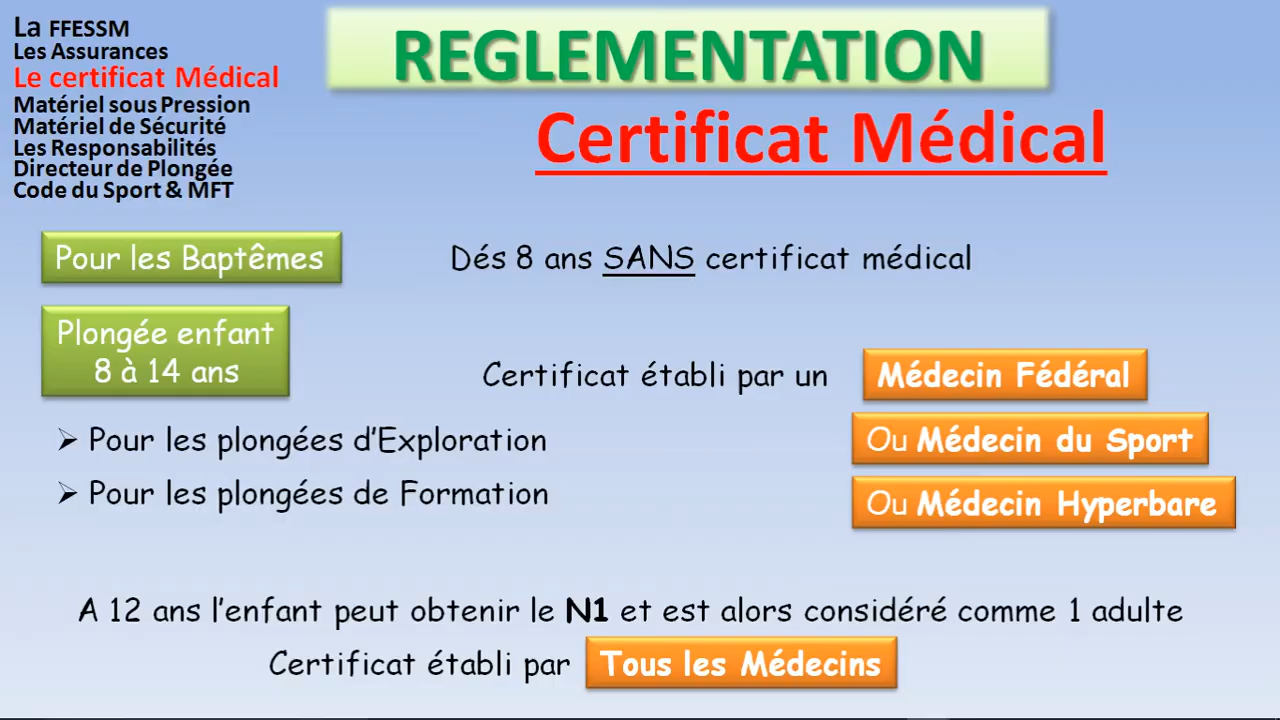 La FFESSM
Les Assurances
Le certificat Médical
Matériel sous Pression
Matériel de Sécurité
Les Responsabilités
Directeur de Plongée
Code du Sport & MFT
REGLEMENTATION
Certificat Médical
Pour les Baptêmes
Dés 8 ans SANS certificat médical
Plongée enfant
8 à 14 ans
Certificat établi par un
Médecin Fédéral
➢ Pour les plongées d'Exploration
Ou Médecin du Sport
➢ Pour les plongées de Formation
Ou Médecin Hyperbare
A 12 ans l'enfant peut obtenir le N1 et est alors considéré comme 1 adulte
Certificat établi par
Tous les Médecins